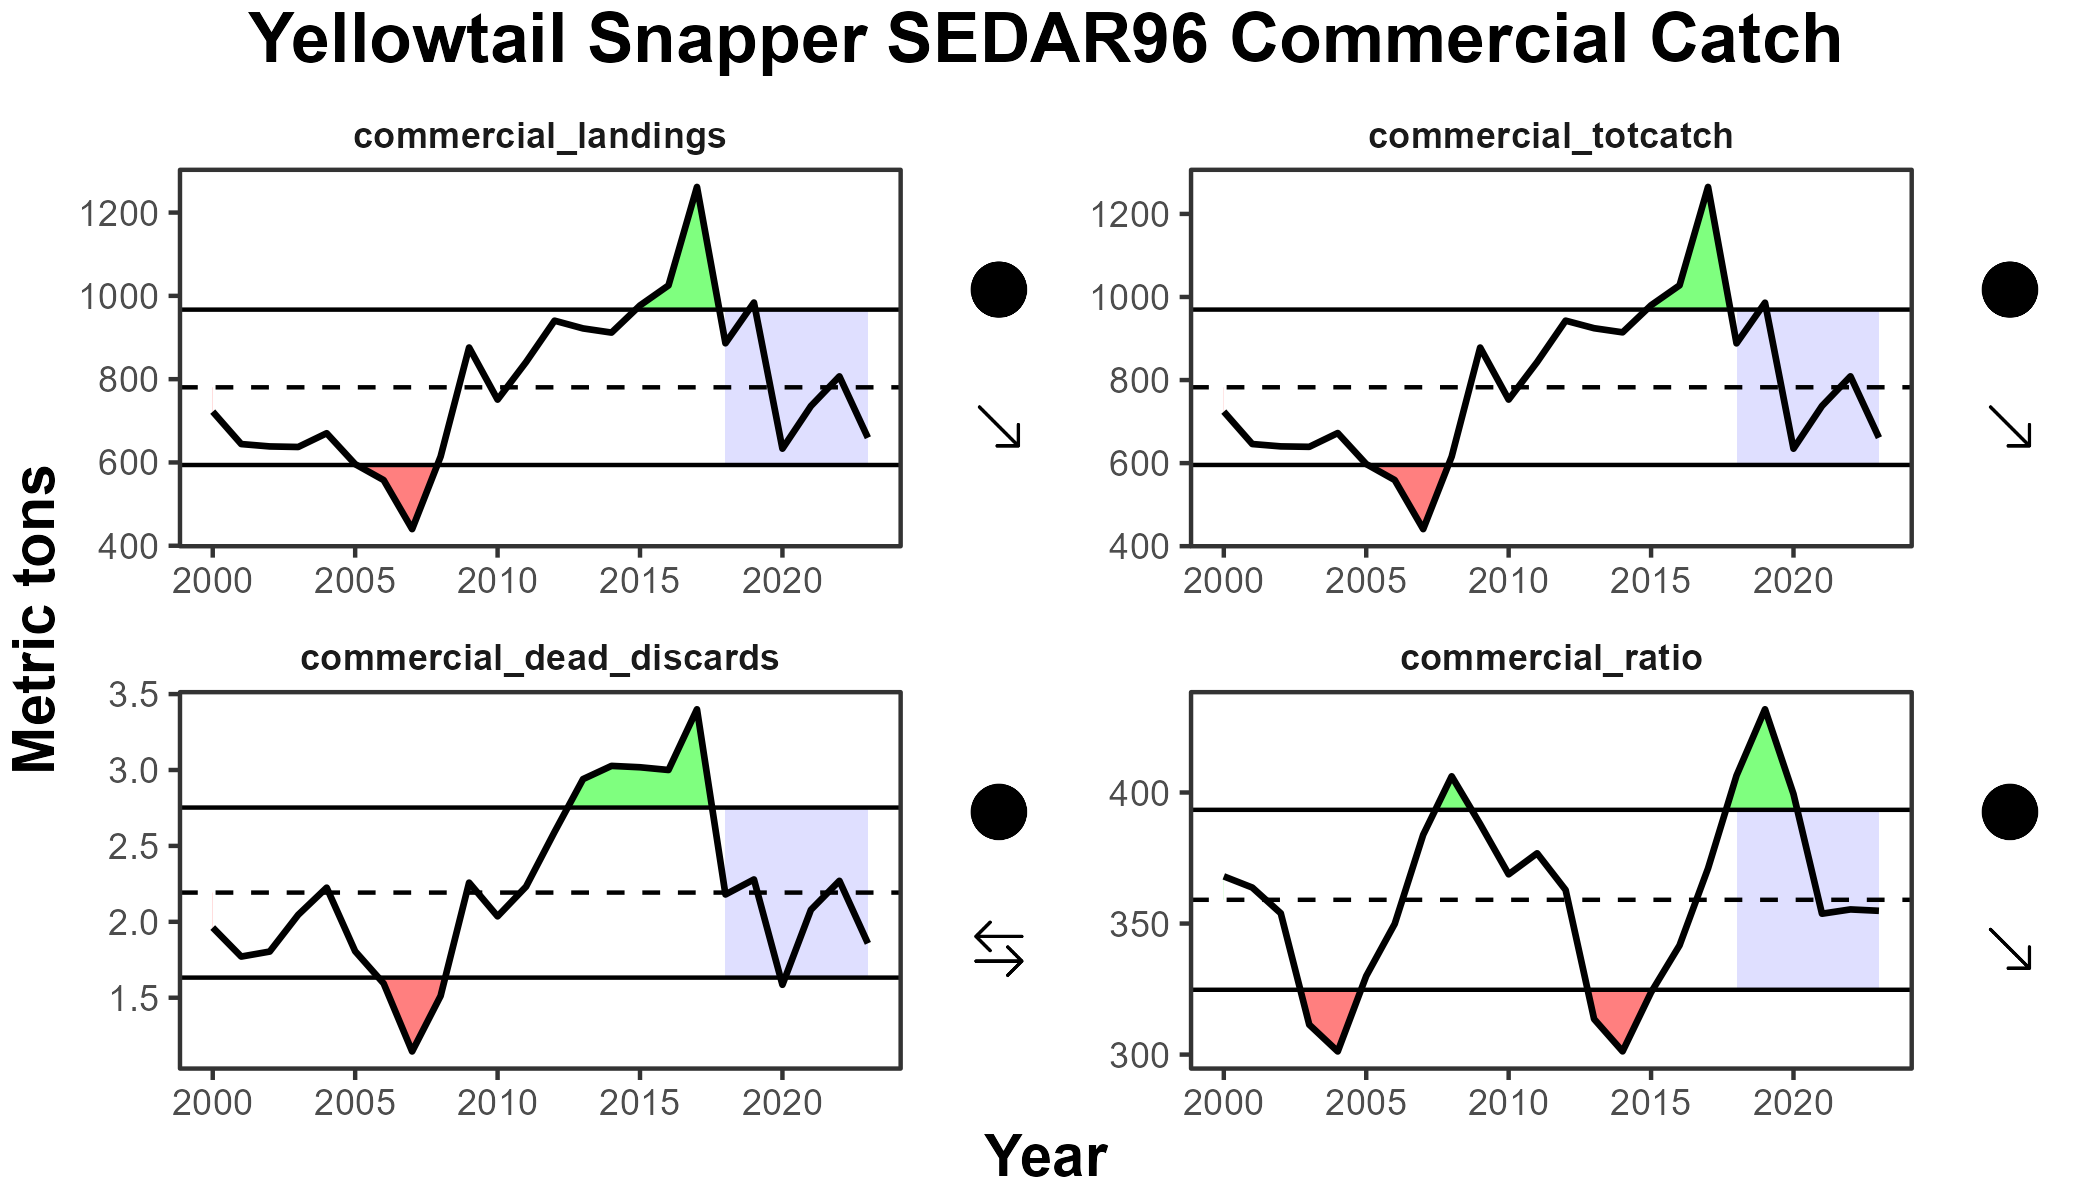 Yellowtail Snapper SEDAR96 Commercial Catch
commercial_landings
1200
1000
800
600
400
2000 2005 2010 2015 2020
commercial_totcatch
1200
1000
800
600
400
2000 2005 2010 2015 2020
Metric tons
commercial_dead_discards
3.5
3.0
2.5
2.0
1.5
2000 2005 2010 2015 2020
commercial_ratio
400
350
300
2000 2005 2010 2015 2020
Year